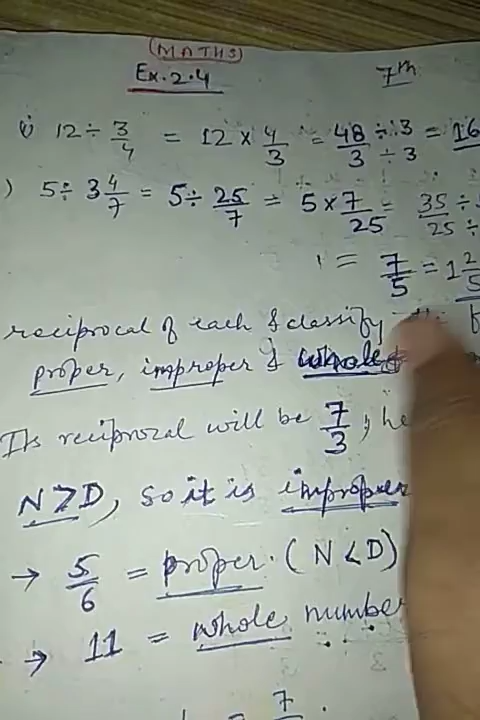 (MATHS)
Ex. 2.4 7th
i) 12 ÷ 3/4 = 12 × 4/3 = 48/3 ÷3/÷3 = 16
) 5 ÷ 3 4/7 = 5 ÷ 25/7 = 5 × 7/25 = 35/25 ÷/÷
= 7/5 = 1 2/5
reciprocal of each & classify the
proper, improper & whole
Its reciprocal will be 7/3, he
N>D, so it is improper
→ 5/6 = proper. (N<D)
→ 11 = whole number
= 7